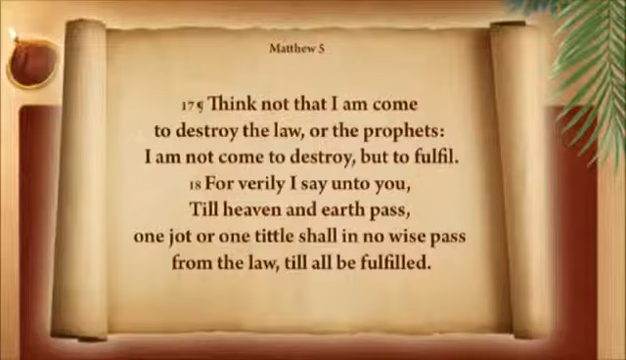 Matthew 5
17 ¶ Think not that I am come
to destroy the law, or the prophets:
I am not come to destroy, but to fulfil.
18 For verily I say unto you,
Till heaven and earth pass,
one jot or one tittle shall in no wise pass
from the law, till all be fulfilled.